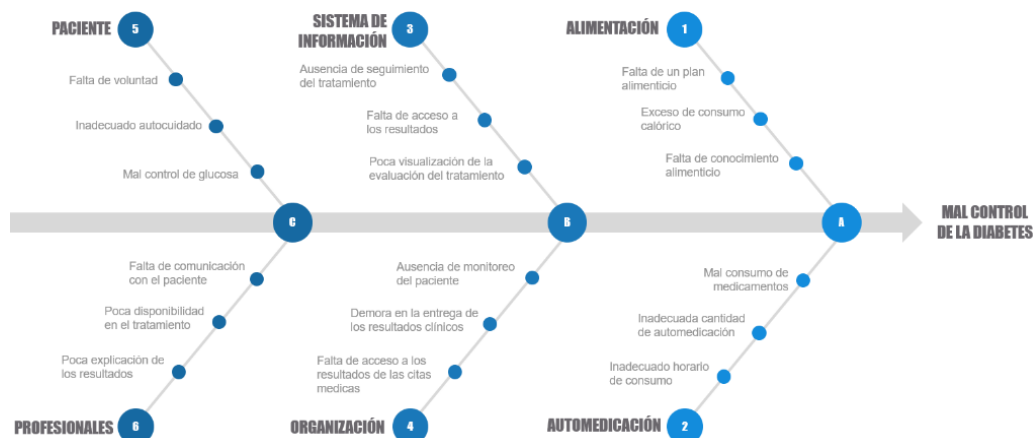 PACIENTE
5
Falta de voluntad
Inadecuado autocuidado
Mal control de glucosa
SISTEMA DE
INFORMACIÓN
3
Ausencia de seguimiento
del tratamiento
Falta de acceso a
los resultados
Poca visualización de la
evaluación del tratamiento
ALIMENTACIÓN
1
Falta de un plan
alimenticio
Exceso de consumo
calórico
Falta de conocimiento
alimenticio
C
B
A
MAL CONTROL
DE LA DIABETES
Falta de comunicación
con el paciente
Poca disponibilidad
en el tratamiento
Poca explicación de
los resultados
PROFESIONALES
6
Ausencia de monitoreo
del paciente
Demora en la entrega de
los resultados clínicos
Falta de acceso a los
resultados de las citas
medicas
ORGANIZACIÓN
4
Mal consumo de
medicamentos
Inadecuada cantidad
de automedicación
Inadecuado horario
de consumo
AUTOMEDICACIÓN
2